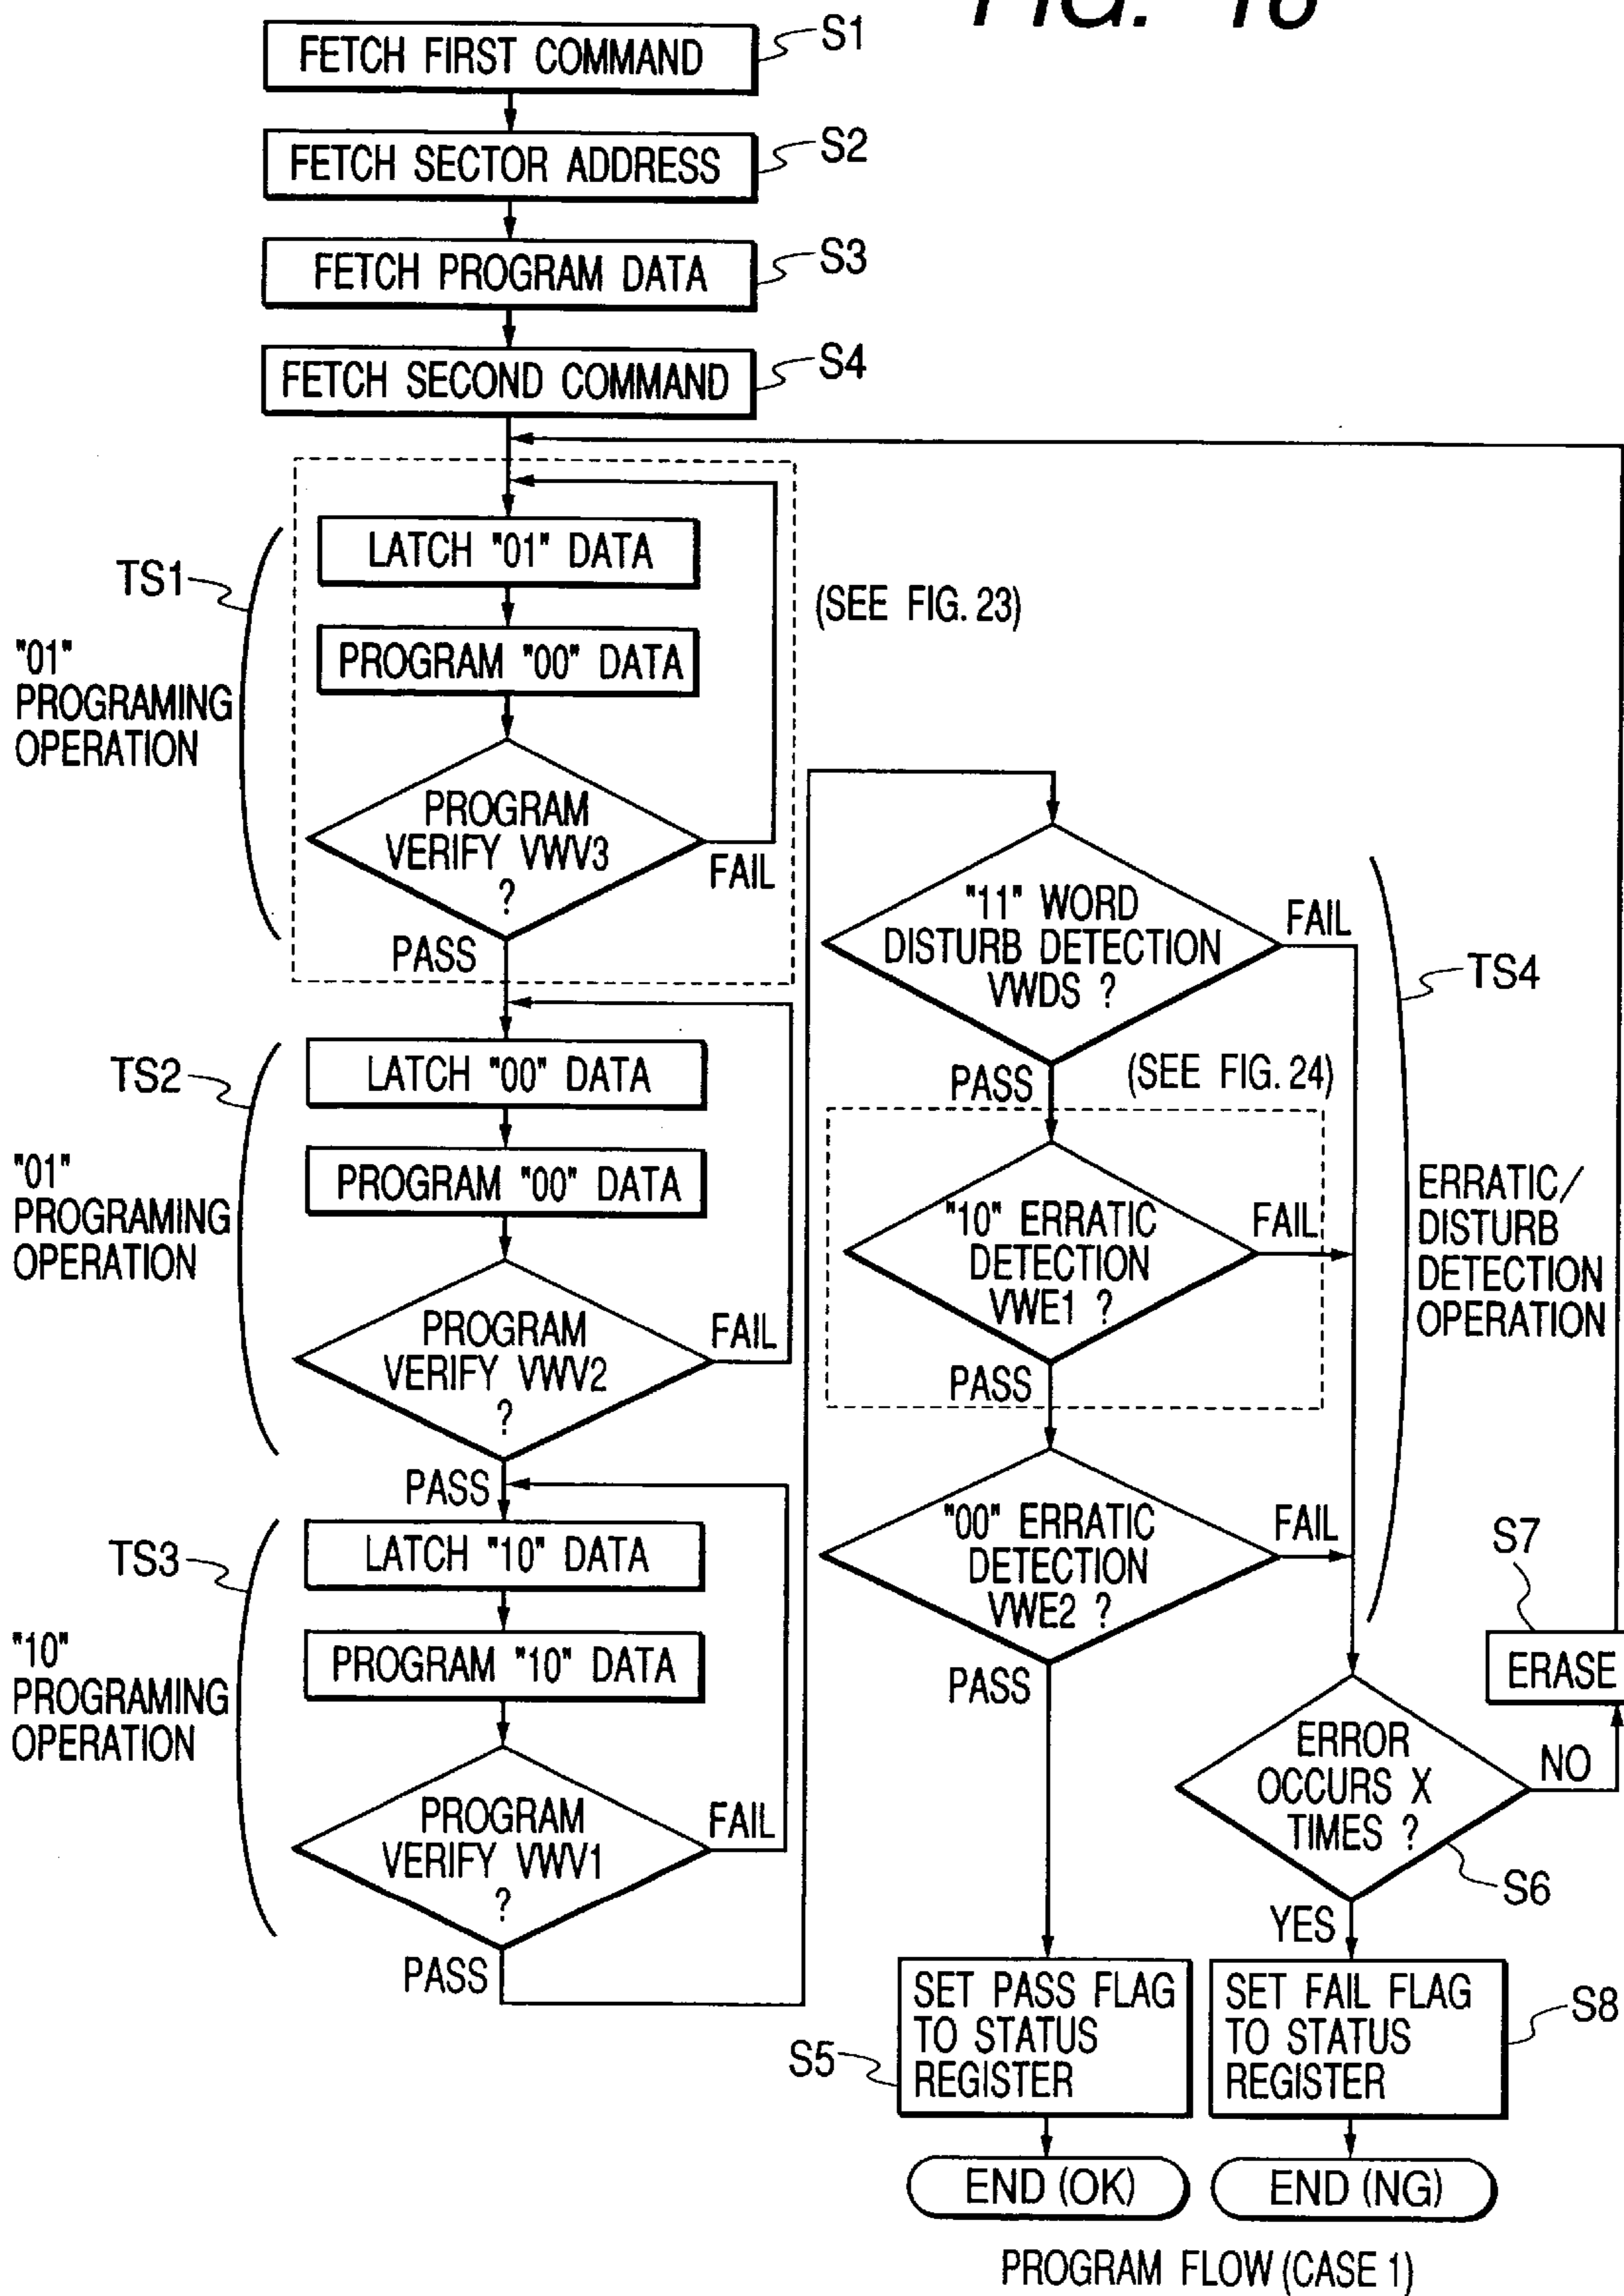 FIG. 16
FETCH FIRST COMMAND
S1
FETCH SECTOR ADDRESS
S2
FETCH PROGRAM DATA
S3
FETCH SECOND COMMAND
S4
TS1
"01"
PROGRAMING
OPERATION
LATCH "01" DATA
PROGRAM "00" DATA
PROGRAM
VERIFY VWV3
?
FAIL
PASS
(SEE FIG. 23)
TS2
"01"
PROGRAMING
OPERATION
LATCH "00" DATA
PROGRAM "00" DATA
PROGRAM
VERIFY VWV2
?
FAIL
PASS
TS3
"10"
PROGRAMING
OPERATION
LATCH "10" DATA
PROGRAM "10" DATA
PROGRAM
VERIFY VWV1
?
FAIL
PASS
"11" WORD
DISTURB DETECTION
VWDS ?
FAIL
PASS
(SEE FIG. 24)
"10" ERRATIC
DETECTION
VWE1 ?
FAIL
PASS
"00" ERRATIC
DETECTION
VWE2 ?
FAIL
PASS
TS4
ERRATIC/
DISTURB
DETECTION
OPERATION
S7
ERASE
ERROR
OCCURS X
TIMES ?
NO
S6
YES
SET PASS FLAG
TO STATUS
REGISTER
S5
SET FAIL FLAG
TO STATUS
REGISTER
S8
END (OK)
END (NG)
PROGRAM FLOW (CASE 1)